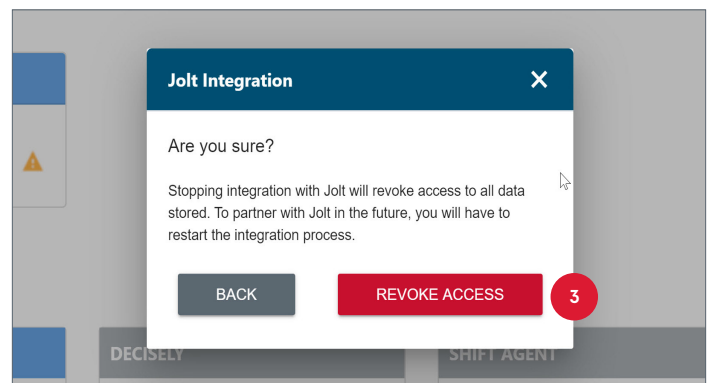 Jolt Integration
Are you sure?
Stopping integration with Jolt will revoke access to all data
stored. To partner with Jolt in the future, you will have to
restart the integration process.
BACK
REVOKE ACCESS
3
DECISELY
SHIFT AGENT